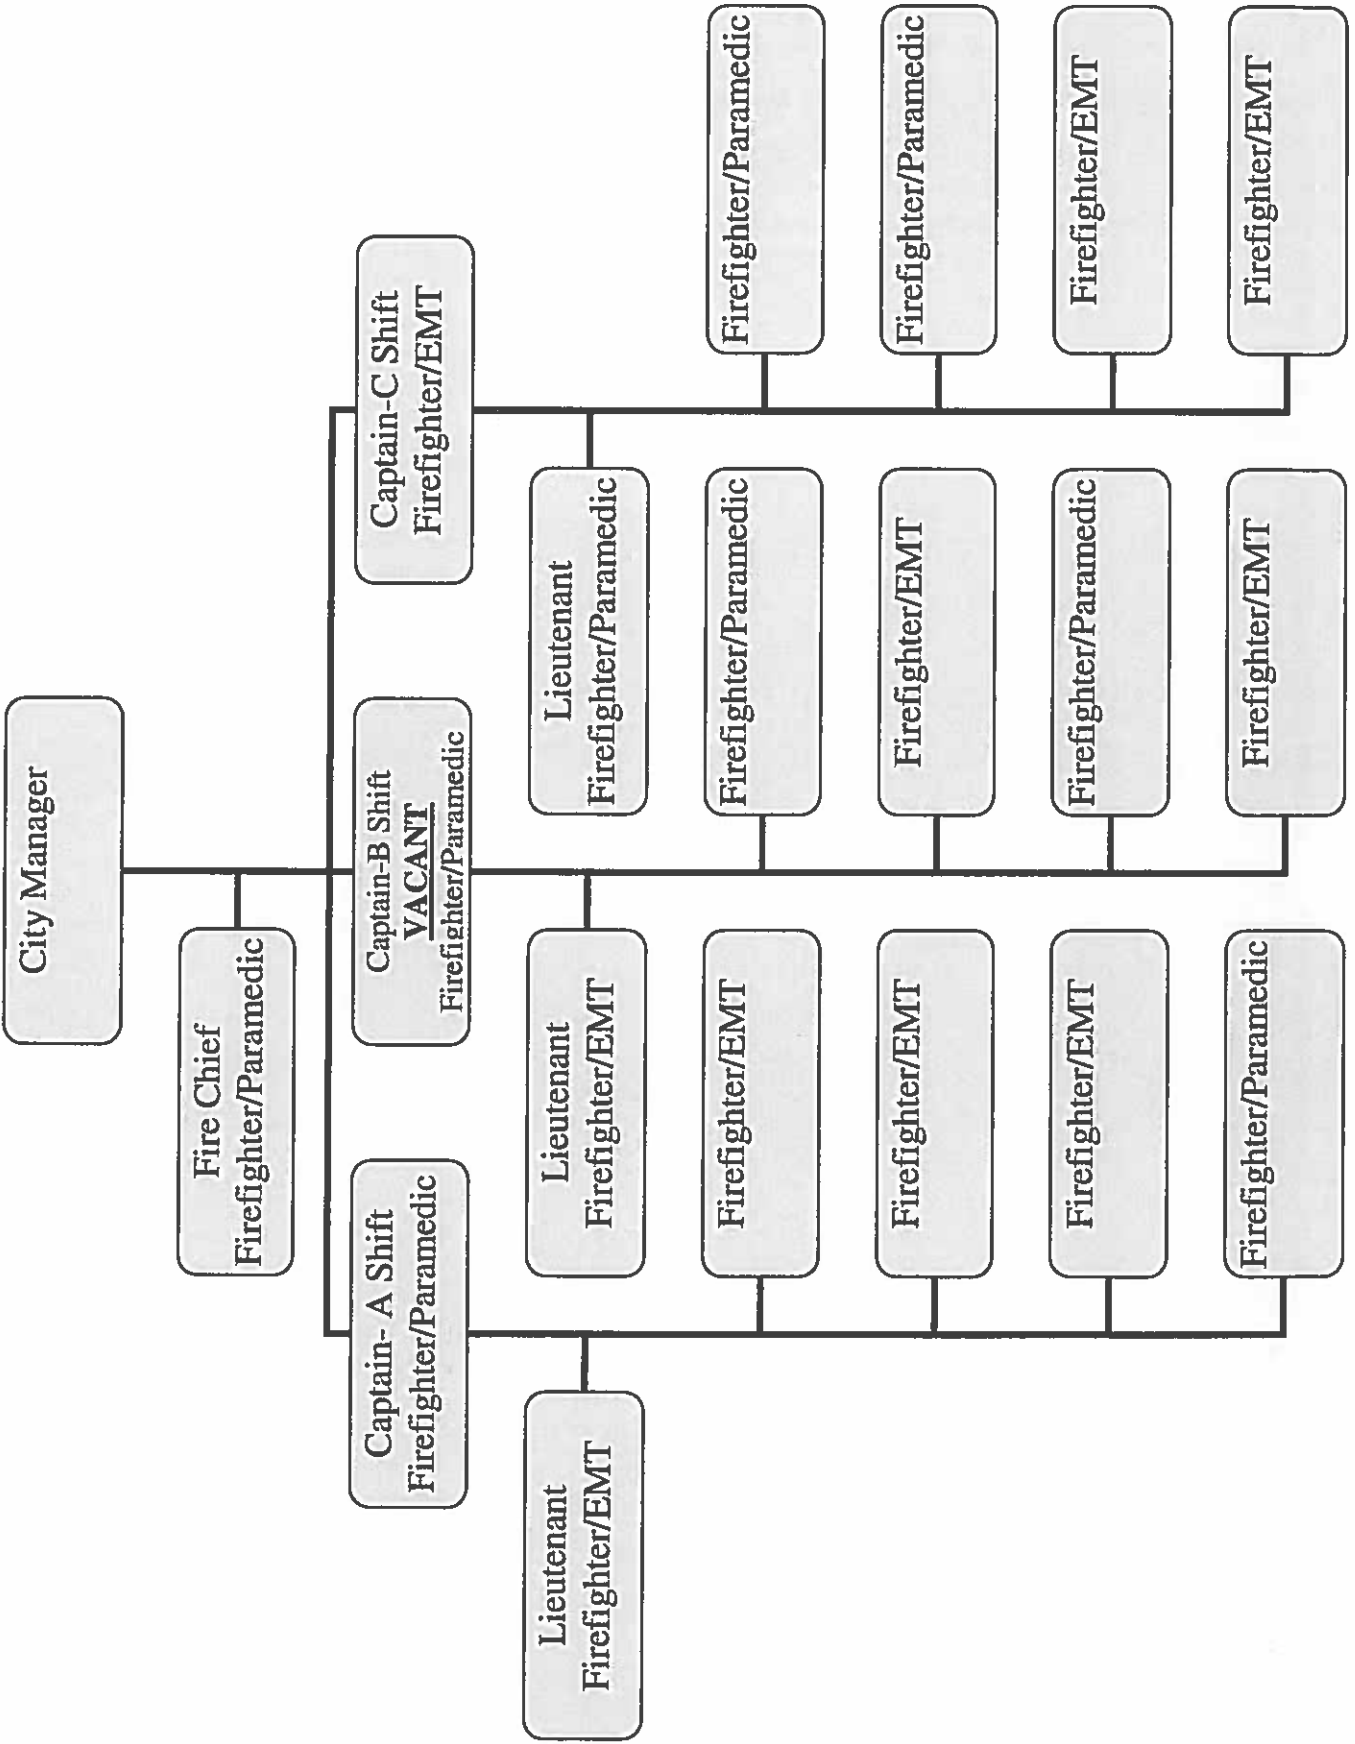 City Manager
Fire Chief
Firefighter/Paramedic
Captain- A Shift
Firefighter/Paramedic
Captain-B Shift
VACANT
Firefighter/Paramedic
Captain-C Shift
Firefighter/EMT
Lieutenant
Firefighter/EMT
Lieutenant
Firefighter/EMT
Lieutenant
Firefighter/Paramedic
Firefighter/EMT
Firefighter/Paramedic
Firefighter/Paramedic
Firefighter/EMT
Firefighter/EMT
Firefighter/Paramedic
Firefighter/EMT
Firefighter/Paramedic
Firefighter/EMT
Firefighter/Paramedic
Firefighter/EMT
Firefighter/EMT